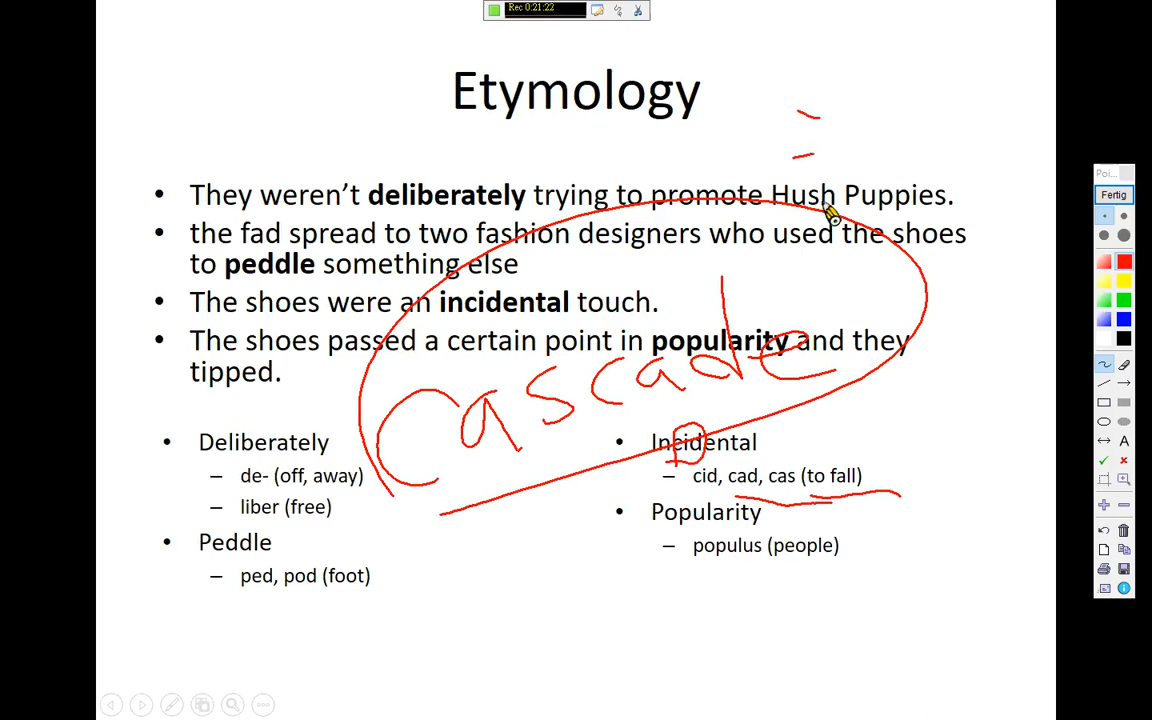 Rec 0:21:22
Etymology
• They weren't deliberately trying to promote Hush Puppies.
• the fad spread to two fashion designers who used the shoes
to peddle something else
• The shoes were an incidental touch.
• The shoes passed a certain point in popularity and they
tipped.
cascade
• Deliberately
– de- (off, away)
– liber (free)
• Peddle
– ped, pod (foot)
• Incidental
– cid, cad, cas (to fall)
• Popularity
– populus (people)
Poi...
Fertig
A